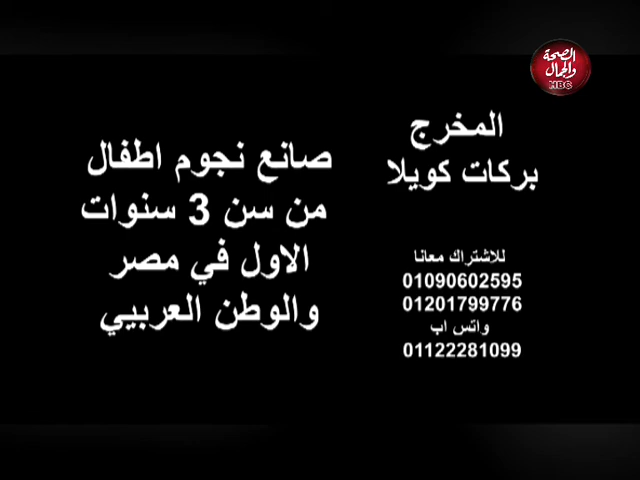 الصحة
والجمال
HBC
المخرج
بركات كويلا
للاشتراك معانا
01090602595
01201799776
واتس اب
01122281099
صانع نجوم اطفال
من سن 3 سنوات
الاول في مصر
والوطن العربيي